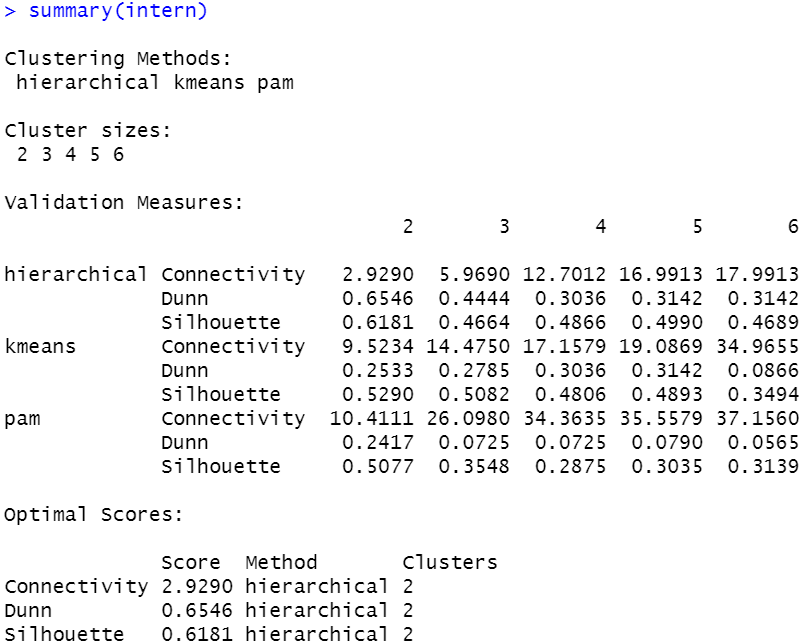 > summary(intern)
Clustering Methods:
hierarchical kmeans pam
Cluster sizes:
2 3 4 5 6
Validation Measures:
2 3 4 5 6
hierarchical Connectivity 2.9290 5.9690 12.7012 16.9913 17.9913
Dunn 0.6546 0.4444 0.3036 0.3142 0.3142
Silhouette 0.6181 0.4664 0.4866 0.4990 0.4689
kmeans Connectivity 9.5234 14.4750 17.1579 19.0869 34.9655
Dunn 0.2533 0.2785 0.3036 0.3142 0.0866
Silhouette 0.5290 0.5082 0.4806 0.4893 0.3494
pam Connectivity 10.4111 26.0980 34.3635 35.5579 37.1560
Dunn 0.2417 0.0725 0.0725 0.0790 0.0565
Silhouette 0.5077 0.3548 0.2875 0.3035 0.3139
Optimal Scores:
Score Method Clusters
Connectivity 2.9290 hierarchical 2
Dunn 0.6546 hierarchical 2
Silhouette 0.6181 hierarchical 2